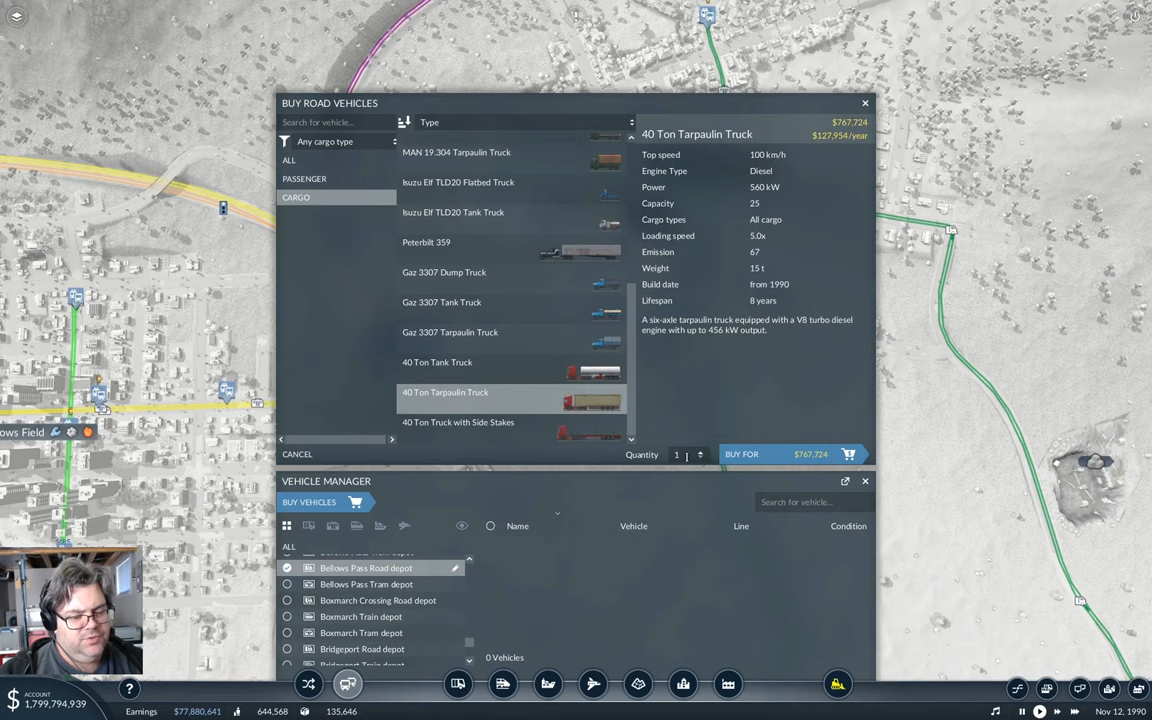 BUY ROAD VEHICLES
Search for vehicle...
Type
Any cargo type
ALL
PASSENGER
CARGO
MAN 19.304 Tarpaulin Truck
Isuzu Elf TLD20 Flatbed Truck
Isuzu Elf TLD20 Tank Truck
Peterbilt 359
Gaz 3307 Dump Truck
Gaz 3307 Tank Truck
Gaz 3307 Tarpaulin Truck
40 Ton Tank Truck
40 Ton Tarpaulin Truck
40 Ton Truck with Side Stakes
$767,724
40 Ton Tarpaulin Truck
$127,954/year
Top speed 100 km/h
Engine Type Diesel
Power 560 kW
Capacity 25
Cargo types All cargo
Loading speed 5.0x
Emission 67
Weight 15 t
Build date from 1990
Lifespan 8 years
A six-axle tarpaulin truck equipped with a V8 turbo diesel
engine with up to 456 kW output.
CANCEL
Quantity 1
BUY FOR $767,724
VEHICLE MANAGER
BUY VEHICLES
Search for vehicle...
Name Vehicle Line Condition
ALL
Bellows Pass Road depot
Bellows Pass Tram depot
Boxmarch Crossing Road depot
Boxmarch Train depot
Boxmarch Tram depot
Bridgeport Road depot
Bridgeport Train depot
0 Vehicles
ows Field
?
$ ACCOUNT
1,799,794,939
Earnings $77,880,641
644,568
135,646
Nov 12, 1990